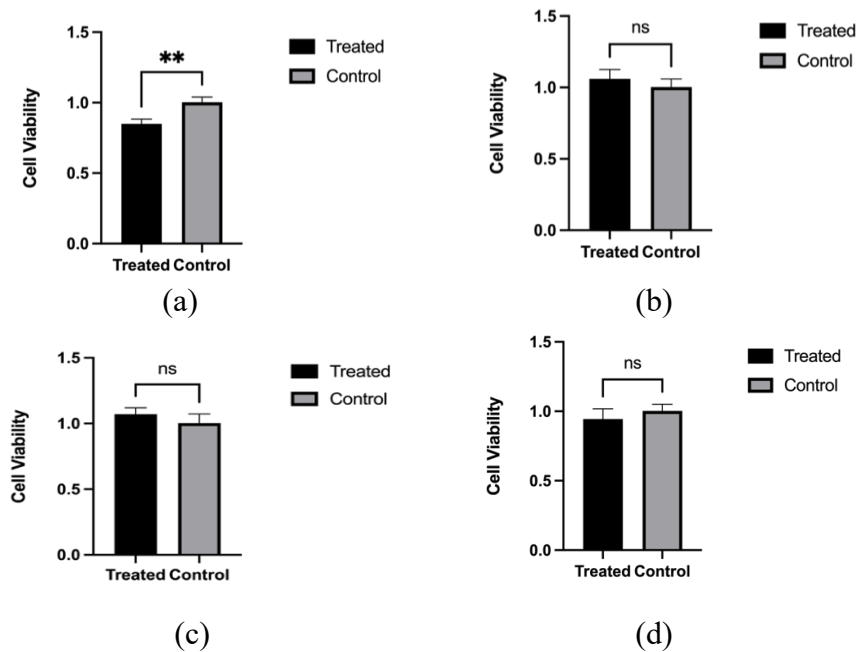 1.5
1.0
0.5
0.0
Cell Viability
**
Treated Control
Treated
Control
(a)
1.5
1.0
0.5
0.0
Cell Viability
ns
Treated Control
Treated
Control
(b)
1.5
1.0
0.5
0.0
Cell Viability
ns
Treated Control
Treated
Control
(c)
1.5
1.0
0.5
0.0
Cell Viability
ns
Treated Control
Treated
Control
(d)